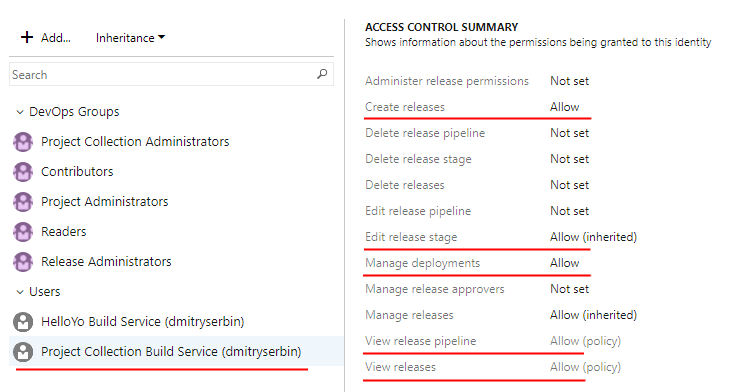 Add...
Inheritance
Search
DevOps Groups
Project Collection Administrators
Contributors
Project Administrators
Readers
Release Administrators
Users
HelloYo Build Service (dmitryserbin)
Project Collection Build Service (dmitryserbin)
ACCESS CONTROL SUMMARY
Shows information about the permissions being granted to this identity
Administer release permissions Not set
Create releases Allow
Delete release pipeline Not set
Delete release stage Not set
Delete releases Not set
Edit release pipeline Not set
Edit release stage Allow (inherited)
Manage deployments Allow
Manage release approvers Not set
Manage releases Allow (inherited)
View release pipeline Allow (policy)
View releases Allow (policy)